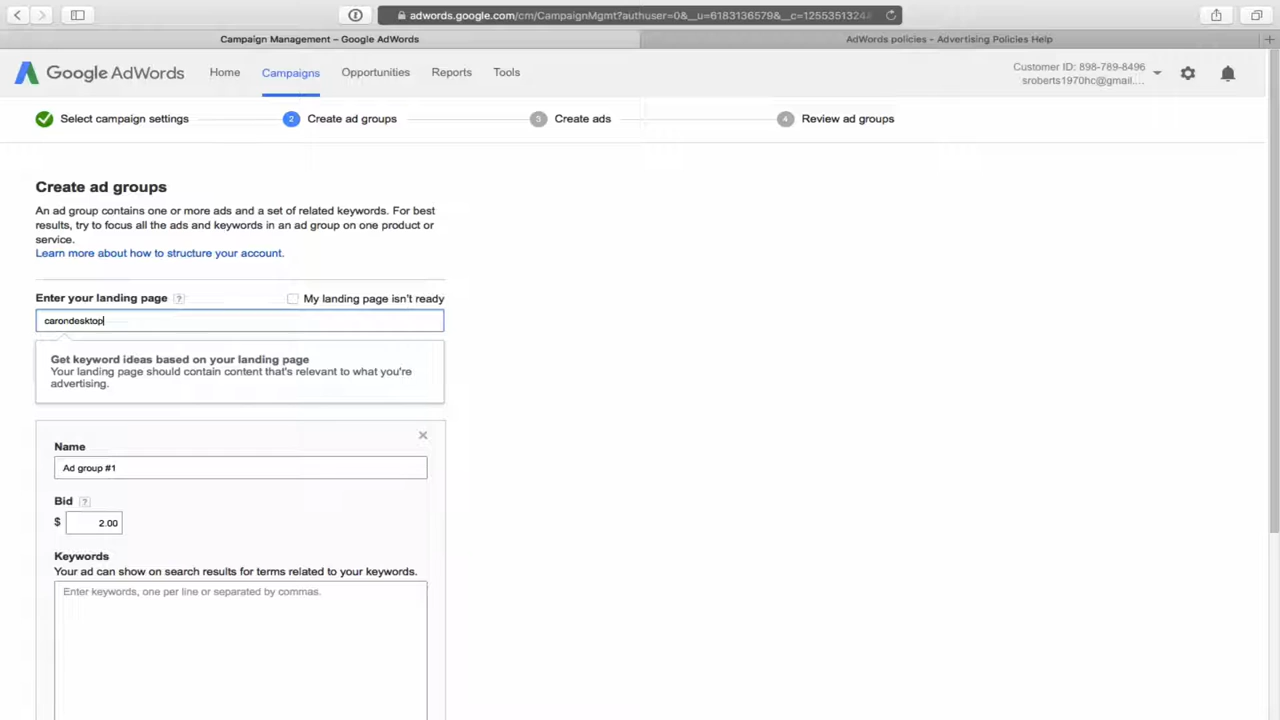 adwords.google.com/cm/CampaignMgmt?authuser=0&__u=6183136579&__c=1255351324
Campaign Management – Google AdWords
AdWords policies – Advertising Policies Help
Google AdWords
Home
Campaigns
Opportunities
Reports
Tools
Customer ID: 898-789-8496
sroberts1970hc@gmail....
Select campaign settings
2
Create ad groups
3
Create ads
4
Review ad groups
Create ad groups
An ad group contains one or more ads and a set of related keywords. For best
results, try to focus all the ads and keywords in an ad group on one product or
service.
Learn more about how to structure your account.
Enter your landing page ?
My landing page isn't ready
carondesktop
Get keyword ideas based on your landing page
Your landing page should contain content that's relevant to what you're
advertising.
Name
Ad group #1
Bid ?
$ 2.00
Keywords
Your ad can show on search results for terms related to your keywords.
Enter keywords, one per line or separated by commas.